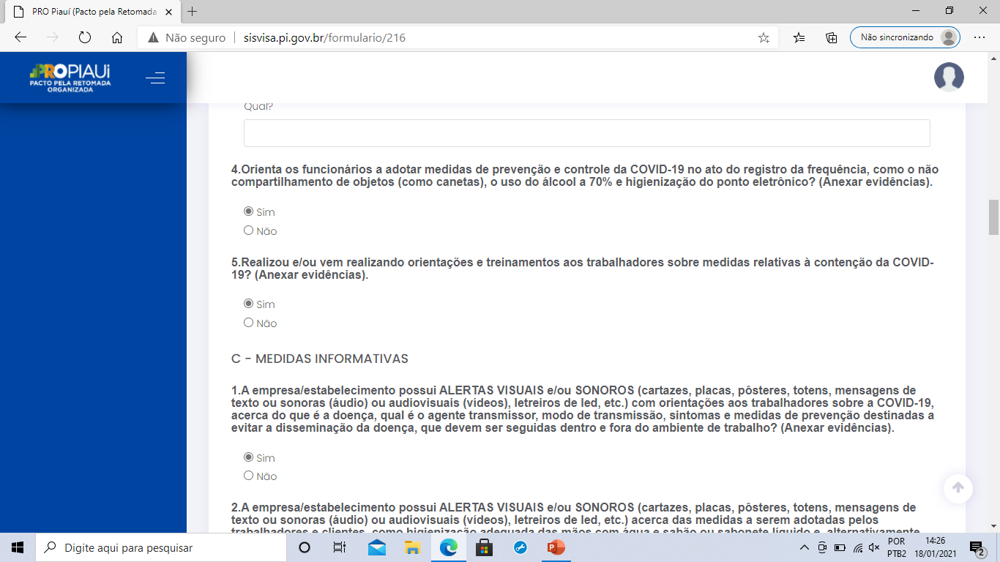 PRO Piauí (Pacto pela Retomada
Não seguro
sisvisa.pi.gov.br/formulario/216
Não sincronizando
PROPIAUÍ
PACTO PELA RETOMADA
ORGANIZADA
Qual?
4.Orienta os funcionários a adotar medidas de prevenção e controle da COVID-19 no ato do registro da frequência, como o não
compartilhamento de objetos (como canetas), o uso do álcool a 70% e higienização do ponto eletrônico? (Anexar evidências).
Sim
Não
5.Realizou e/ou vem realizando orientações e treinamentos aos trabalhadores sobre medidas relativas à contenção da COVID-
19? (Anexar evidências).
Sim
Não
C - MEDIDAS INFORMATIVAS
1.A empresa/estabelecimento possui ALERTAS VISUAIS e/ou SONOROS (cartazes, placas, pôsteres, totens, mensagens de
texto ou sonoras (áudio) ou audiovisuais (vídeos), letreiros de led, etc.) com orientações aos trabalhadores sobre a COVID-19,
acerca do que é a doença, qual é o agente transmissor, modo de transmissão, sintomas e medidas de prevenção destinadas a
evitar a disseminação da doença, que devem ser seguidas dentro e fora do ambiente de trabalho? (Anexar evidências).
Sim
Não
2.A empresa/estabelecimento possui ALERTAS VISUAIS e/ou SONOROS (cartazes, placas, pôsteres, totens, mensagens de
texto ou sonoras (áudio) ou audiovisuais (vídeos), letreiros de led, etc.) acerca das medidas a serem adotadas pelos
trabalhadores e clientes, como higienização adequada das mãos com água e sabão ou sabonete líquido e, alternativamente
Digite aqui para pesquisar
POR
PTB2
14:26
18/01/2021
2